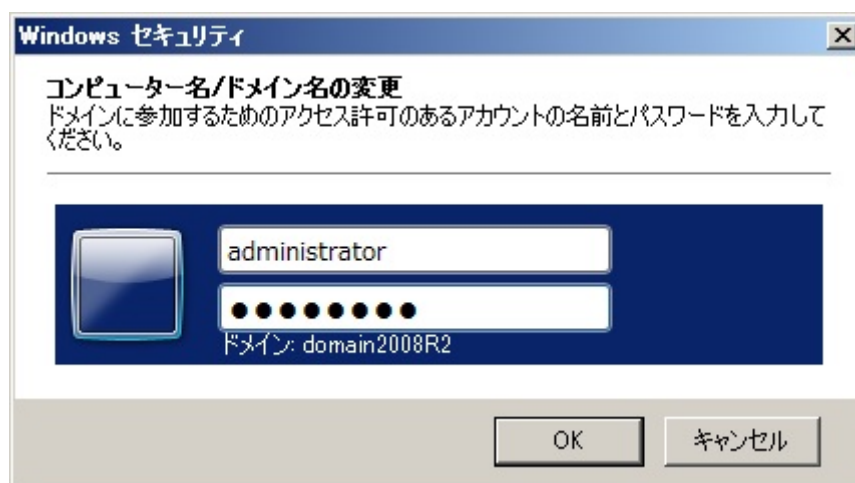 Windows セキュリティ
コンピューター名/ドメイン名の変更
ドメインに参加するためのアクセス許可のあるアカウントの名前とパスワードを入力して
ください。
administrator
●●●●●●●●
ドメイン: domain2008R2
OK
キャンセル